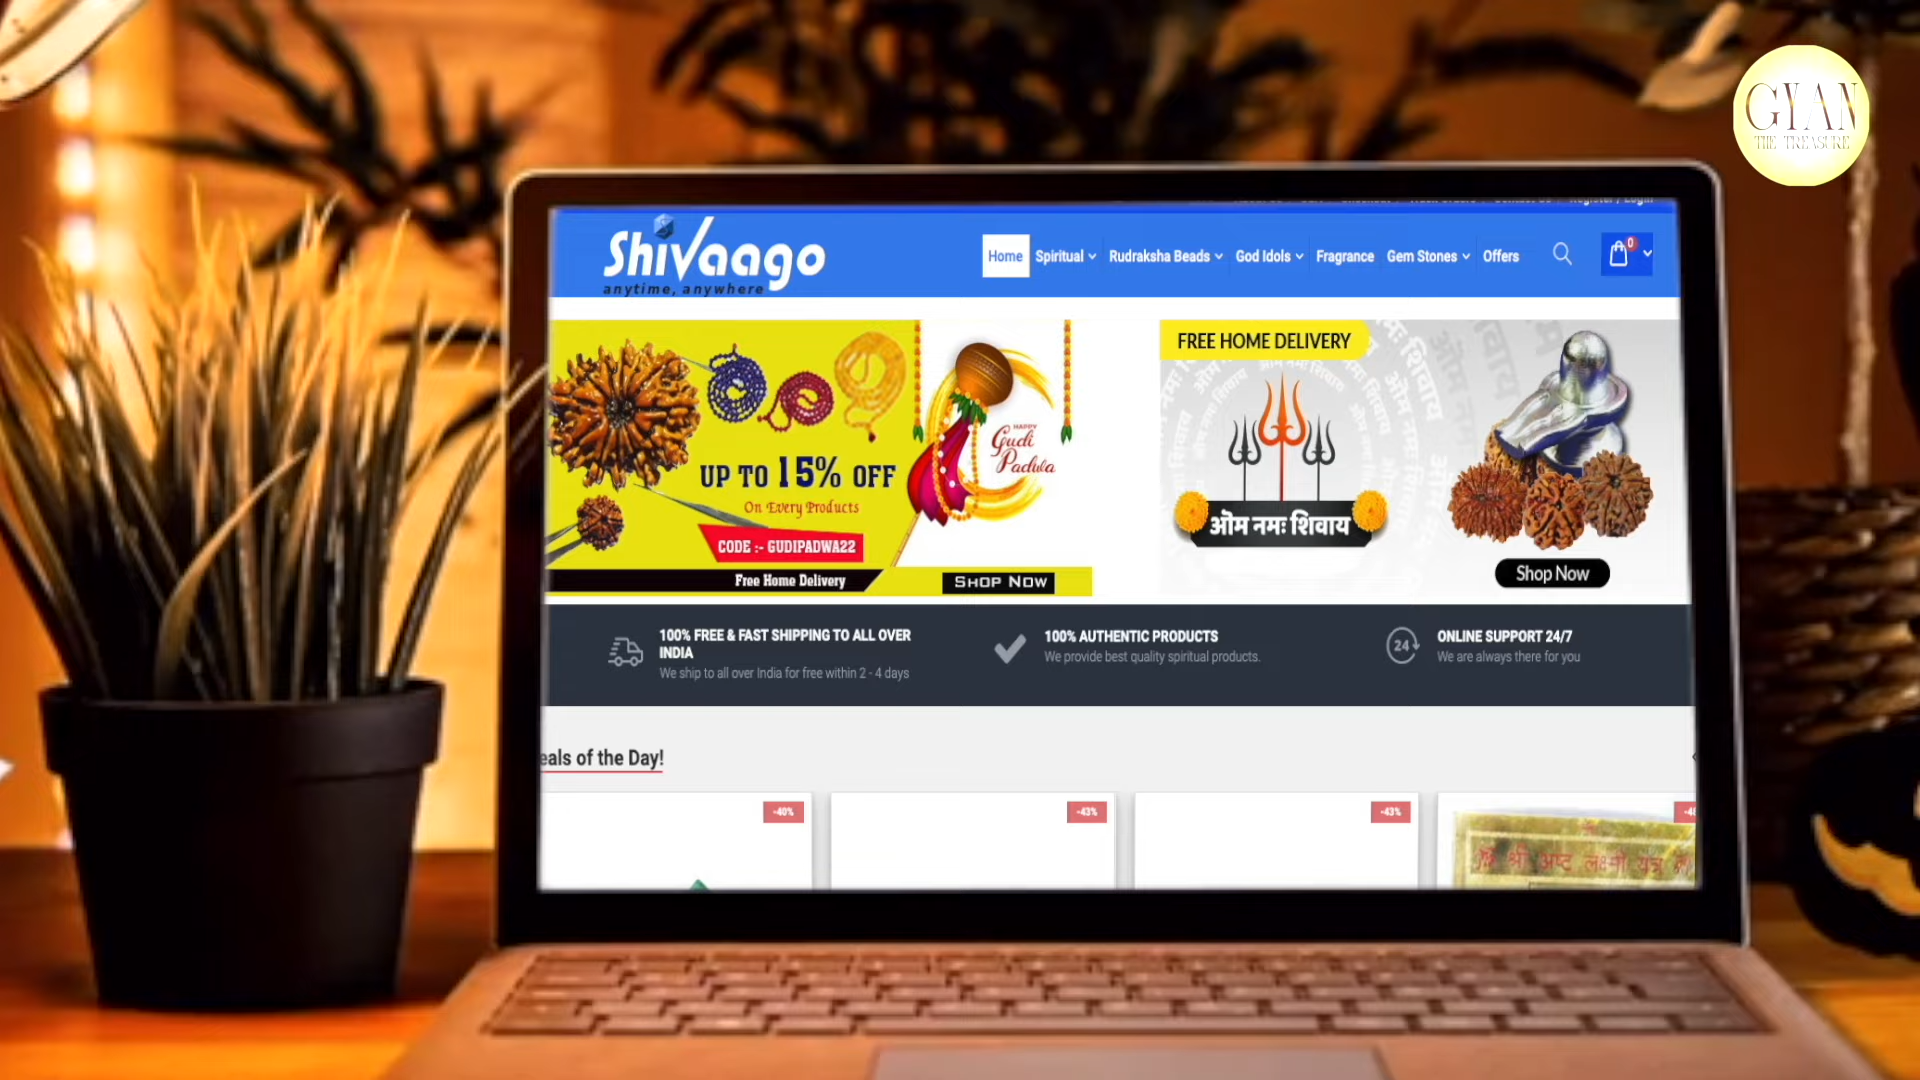 GYAN
THE TREASURE
Shivaago
anytime, anywhere
Home Spiritual Rudraksha Beads God Idols Fragrance Gem Stones Offers
0
UP TO 15% OFF
On Every Products
CODE :- GUDIPADWA22
Free Home Delivery
SHOP NOW
HAPPY
Gudi
Padwa
FREE HOME DELIVERY
ॐ नमः शिवाय
Shop Now
100% FREE & FAST SHIPPING TO ALL OVER
INDIA
We ship to all over India for free within 2 - 4 days
100% AUTHENTIC PRODUCTS
We provide best quality spiritual products.
24
ONLINE SUPPORT 24/7
We are always there for you
eals of the Day!
-40%
-43%
-43%
श्री अष्ट लक्ष्मी यंत्र